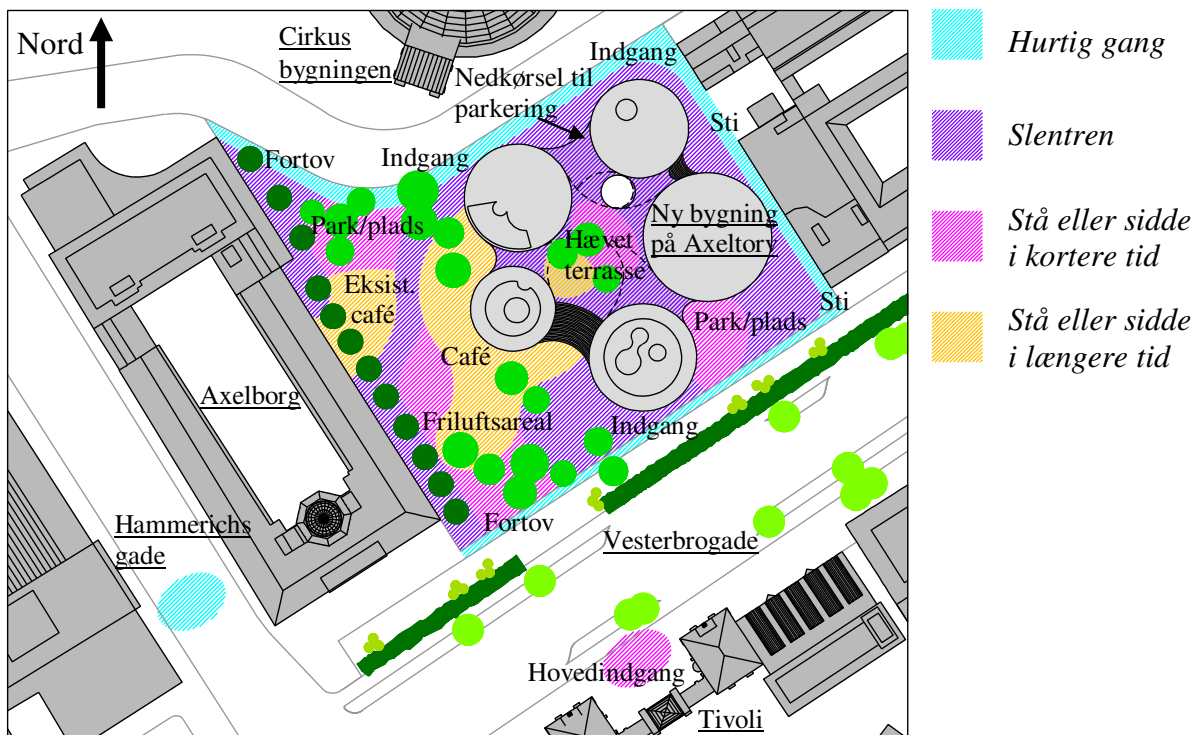 Nord
Cirkus
bygningen
Indgang
Nedkørsel til
parkering
Sti
Fortov
Indgang
Park/plads
Hævet
terrasse
Ny bygning
på Axeltorv
Eksist.
café
Sti
Park/plads
Café
Axelborg
Friluftsareal
Indgang
Fortov
Hammerichs
gade
Vesterbrogade
Hovedindgang
Tivoli
Hurtig gang
Slentren
Stå eller sidde
i kortere tid
Stå eller sidde
i længere tid